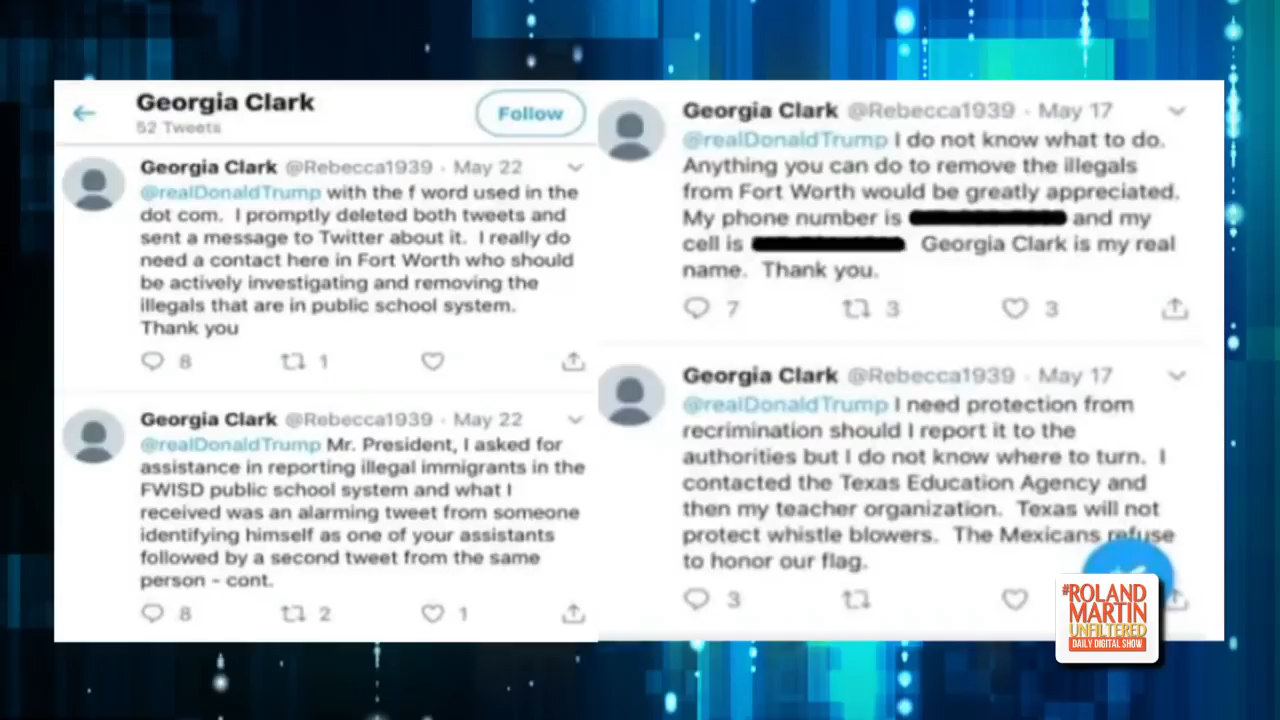 Georgia Clark
52 Tweets
Follow
Georgia Clark @Rebecca1939 · May 22
@realDonaldTrump with the f word used in the
dot com.  I promptly deleted both tweets and
sent a message to Twitter about it.  I really do
need a contact here in Fort Worth who should
be actively investigating and removing the
illegals that are in public school system.
Thank you
8 1
Georgia Clark @Rebecca1939 · May 22
@realDonaldTrump Mr. President, I asked for
assistance in reporting illegal immigrants in the
FWISD public school system and what I
received was an alarming tweet from someone
identifying himself as one of your assistants
followed by a second tweet from the same
person - cont.
8 2 1
Georgia Clark @Rebecca1939 · May 17
@realDonaldTrump I do not know what to do.
Anything you can do to remove the illegals
from Fort Worth would be greatly appreciated.
My phone number is and my
cell is Georgia Clark is my real
name.  Thank you.
7 3 3
Georgia Clark @Rebecca1939 · May 17
@realDonaldTrump I need protection from
recrimination should I report it to the
authorities but I do not know where to turn.  I
contacted the Texas Education Agency and
then my teacher organization.  Texas will not
protect whistle blowers.  The Mexicans refuse
to honor our flag.
3
#ROLAND
MARTIN
UNFILTERED
DAILY DIGITAL SHOW